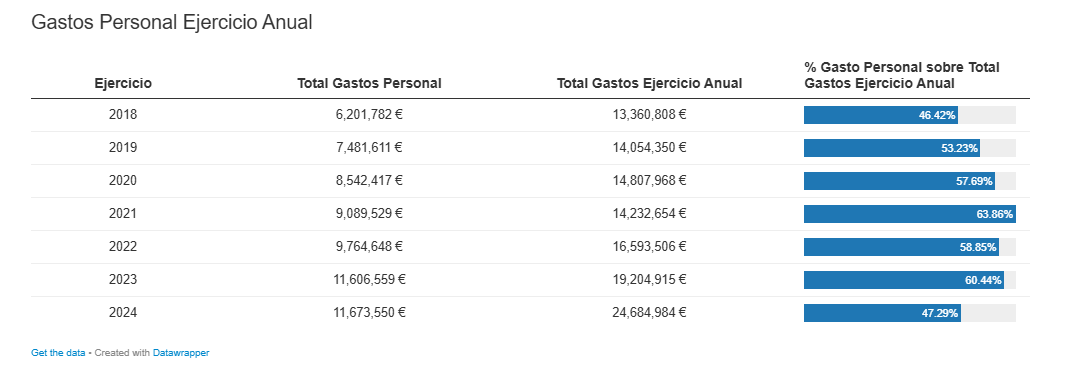 Gastos Personal Ejercicio Anual
% Gasto Personal sobre Total
Ejercicio Total Gastos Personal Total Gastos Ejercicio Anual Gastos Ejercicio Anual
2018 6,201,782 € 13,360,808 € 46.42%
2019 7,481,611 € 14,054,350 € 53.23%
2020 8,542,417 € 14,807,968 € 57.69%
2021 9,089,529 € 14,232,654 € 63.86%
2022 9,764,648 € 16,593,506 € 58.85%
2023 11,606,559 € 19,204,915 € 60.44%
2024 11,673,550 € 24,684,984 € 47.29%
Get the data • Created with Datawrapper